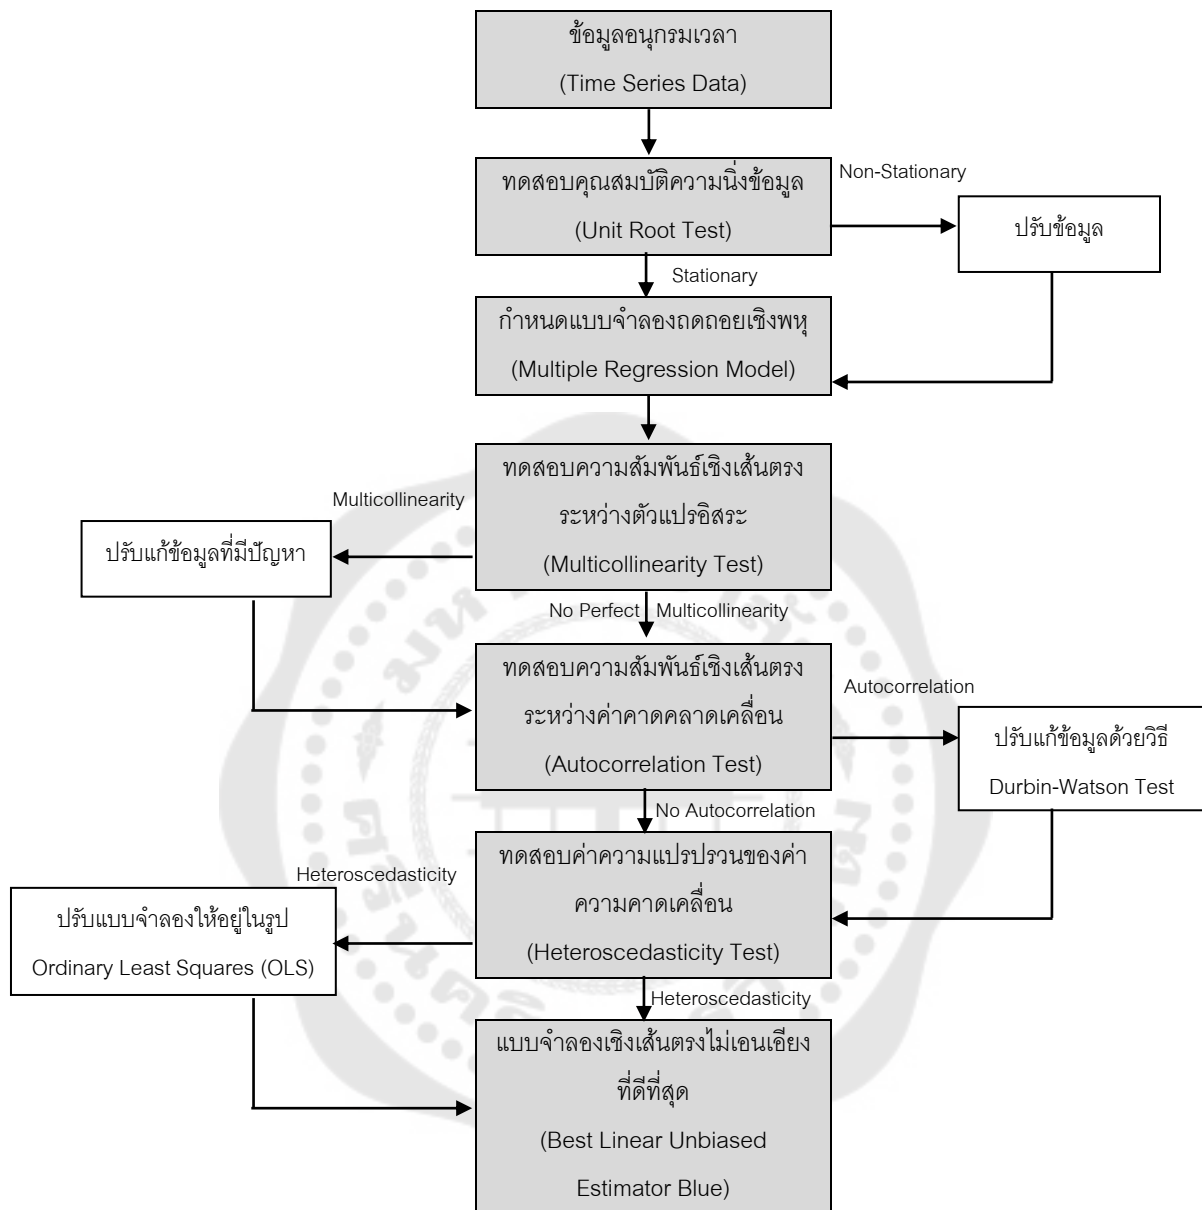 ข้อมูลอนุกรมเวลา
(Time Series Data)
ทดสอบคุณสมบัติความนิ่งข้อมูล
(Unit Root Test)
Non-Stationary
ปรับข้อมูล
Stationary
กำหนดแบบจำลองถดถอยเชิงพหุ
(Multiple Regression Model)
ทดสอบความสัมพันธ์เชิงเส้นตรง
ระหว่างตัวแปรอิสระ
(Multicollinearity Test)
Multicollinearity
ปรับแก้ข้อมูลที่มีปัญหา
No Perfect Multicollinearity
ทดสอบความสัมพันธ์เชิงเส้นตรง
ระหว่างค่าคาดคลาดเคลื่อน
(Autocorrelation Test)
Autocorrelation
ปรับแก้ข้อมูลด้วยวิธี
Durbin-Watson Test
No Autocorrelation
ทดสอบค่าความแปรปรวนของค่า
ความคาดเคลื่อน
(Heteroscedasticity Test)
Heteroscedasticity
ปรับแบบจำลองให้อยู่ในรูป
Ordinary Least Squares (OLS)
Heteroscedasticity
แบบจำลองเชิงเส้นตรงไม่เอนเอียง
ที่ดีที่สุด
(Best Linear Unbiased
Estimator Blue)